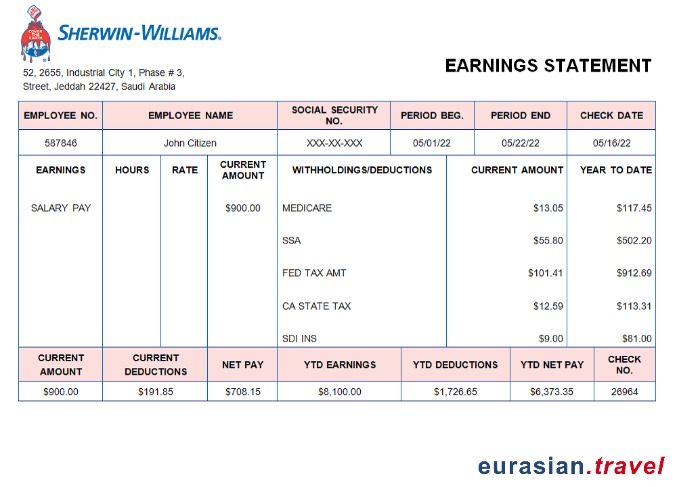 COVER THE EARTH
SHERWIN-WILLIAMS.
52, 2655, Industrial City 1, Phase # 3,
Street, Jeddah 22427, Saudi Arabia
EARNINGS STATEMENT
EMPLOYEE NO. EMPLOYEE NAME SOCIAL SECURITY NO. PERIOD BEG. PERIOD END CHECK DATE
587846 John Citizen XXX-XX-XXX 05/01/22 05/22/22 05/16/22
EARNINGS HOURS RATE CURRENT AMOUNT WITHHOLDINGS/DEDUCTIONS CURRENT AMOUNT YEAR TO DATE
SALARY PAY $900.00 MEDICARE $13.05 $117.45
SSA $55.80 $502.20
FED TAX AMT $101.41 $912.69
CA STATE TAX $12.59 $113.31
SDI INS $9.00 $81.00
CURRENT AMOUNT CURRENT DEDUCTIONS NET PAY YTD EARNINGS YTD DEDUCTIONS YTD NET PAY CHECK NO.
$900.00 $191.85 $708.15 $8,100.00 $1,726.65 $6,373.35 26964
eurasian.travel